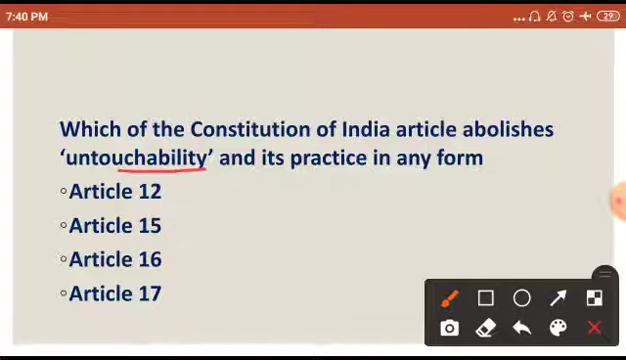 7:40 PM
29
Which of the Constitution of India article abolishes
‘untouchability’ and its practice in any form
◦Article 12
◦Article 15
◦Article 16
◦Article 17